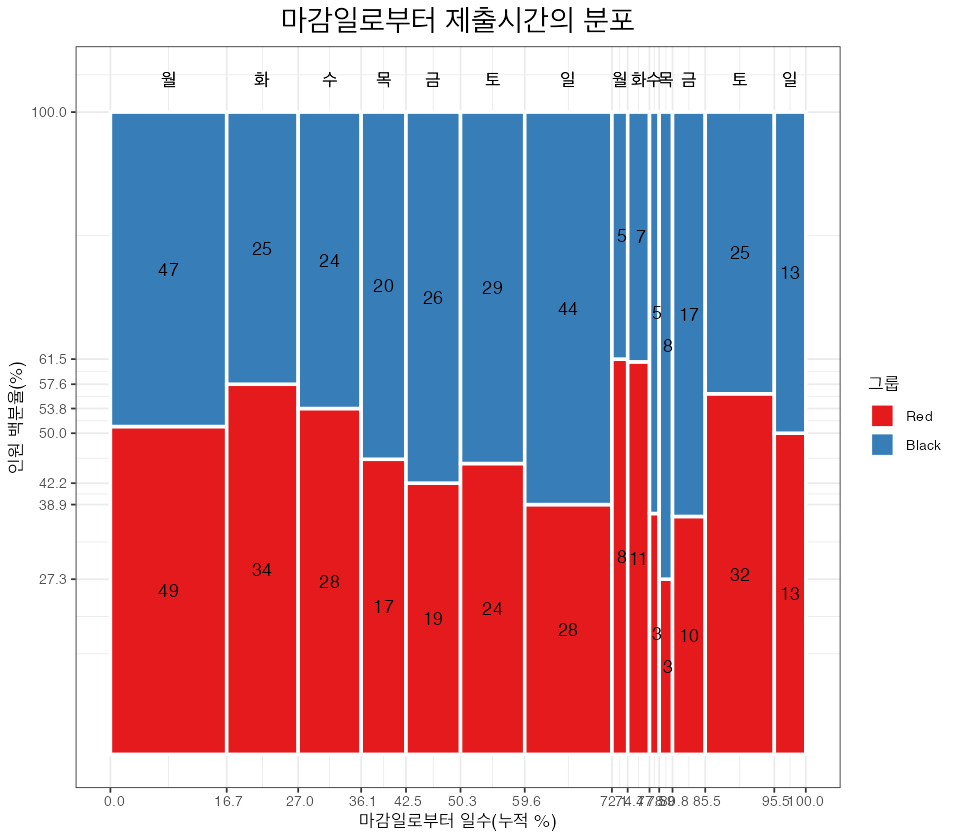 마감일로부터 제출시간의 분포
월 화 수 목 금 토 일 월 화 수 목 금 토 일
100.0
61.5
57.6
53.8
50.0
42.2
38.9
27.3
인원 백분율(%)
47 25 24 20 26 29 44 5 7 5 8 17 25 13
49 34 28 17 19 24 28 8 11 3 3 10 32 13
0.0 16.7 27.0 36.1 42.5 50.3 59.6 85.5 95.5 100.0
마감일로부터 일수(누적 %)
그룹
Red
Black